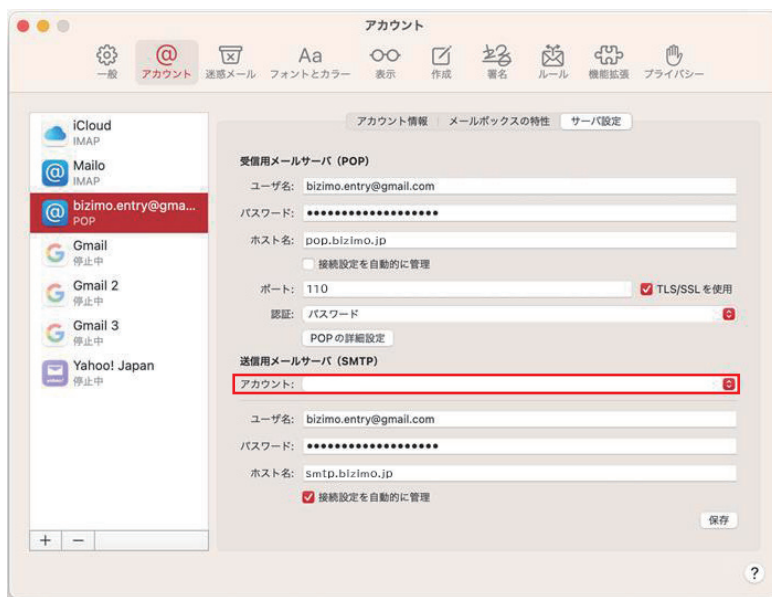 アカウント
Aa
一般 アカウント 迷惑メール フォントとカラー 表示 作成 署名 ルール 機能拡張 プライバシー
iCloud
IMAP
Mailo
IMAP
bizimo.entry@gma...
POP
Gmail
停止中
Gmail 2
停止中
Gmail 3
停止中
Yahoo! Japan
停止中
アカウント情報 メールボックスの特性 サーバ設定
受信用メールサーバ（POP）
ユーザ名: bizimo.entry@gmail.com
パスワード: •••••••••••••••••••
ホスト名: pop.bizimo.jp
接続設定を自動的に管理
ポート: 110 TLS/SSL を使用
認証: パスワード
POP の詳細設定
送信用メールサーバ（SMTP）
アカウント:
ユーザ名: bizimo.entry@gmail.com
パスワード: •••••••••••••••••••
ホスト名: smtp.bizimo.jp
接続設定を自動的に管理
保存
+ −
?